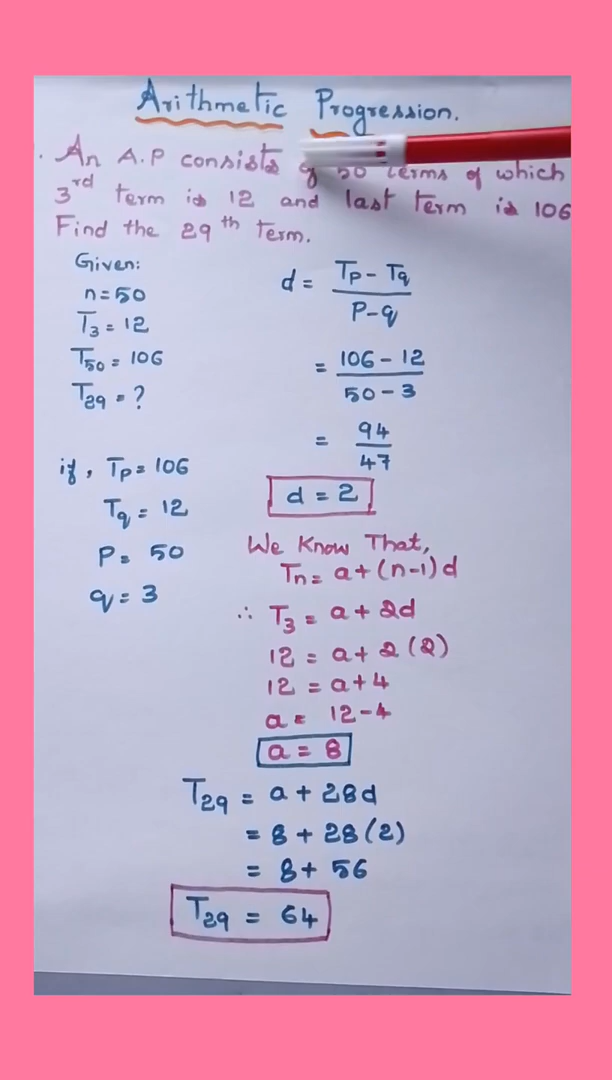 Arithmetic Progression.
An A.P consists of 50 terms of which
3rd term is 12 and last term is 106
Find the 29th term.
Given:
n=50
T3 = 12
T50 = 106
T29 = ?
if, Tp = 106
Tq = 12
P = 50
q = 3
d = Tp - Tq / P-q
= 106 - 12 / 50 - 3
= 94 / 47
d = 2
We Know That,
Tn = a+(n-1)d
∴ T3 = a + 2d
12 = a + 2(2)
12 = a+4
a = 12-4
a = 8
T29 = a + 28d
= 8 + 28(2)
= 8 + 56
T29 = 64